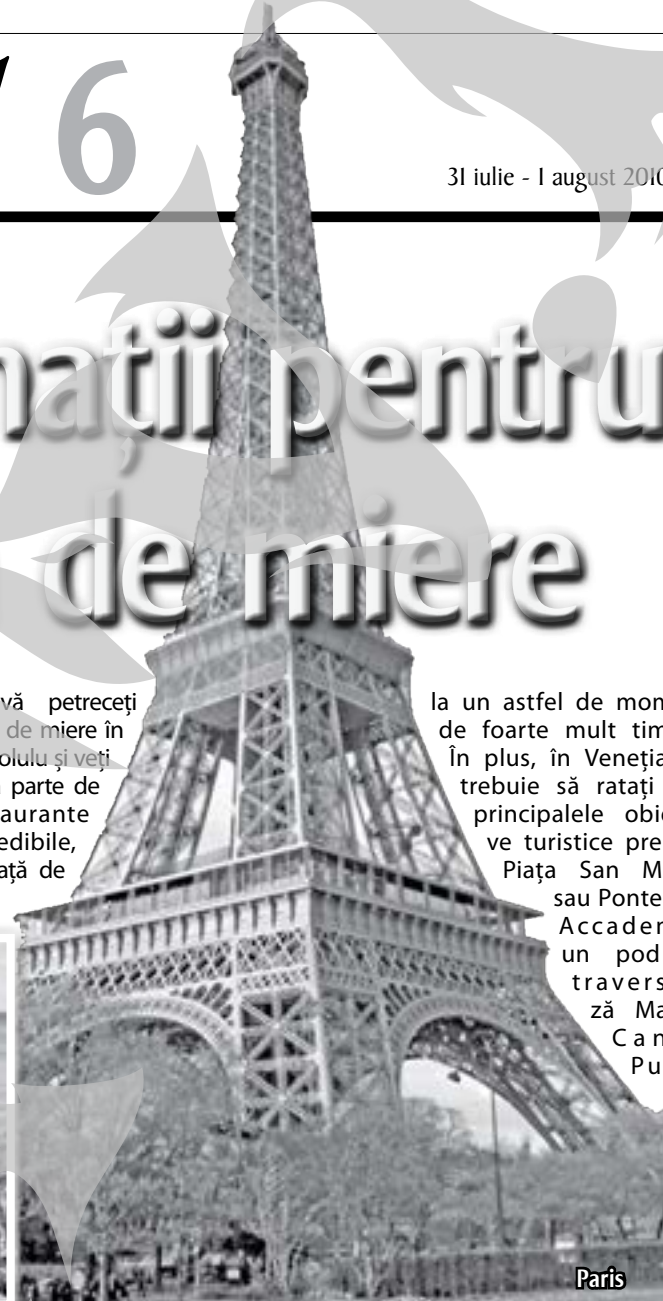 6
31 iulie - 1 august 2010
nații pentru
de miere
vă petreceți
de miere în
olulu și veți
parte de
aurante
edibile,
ață de
la un astfel de mon
de foarte mult tim
În plus, în Veneția
trebuie să ratați
principalele obie
ve turistice pre
Piața San M
sau Ponte
Accader
un pod
travers
ză Ma
Can
Pu
Paris